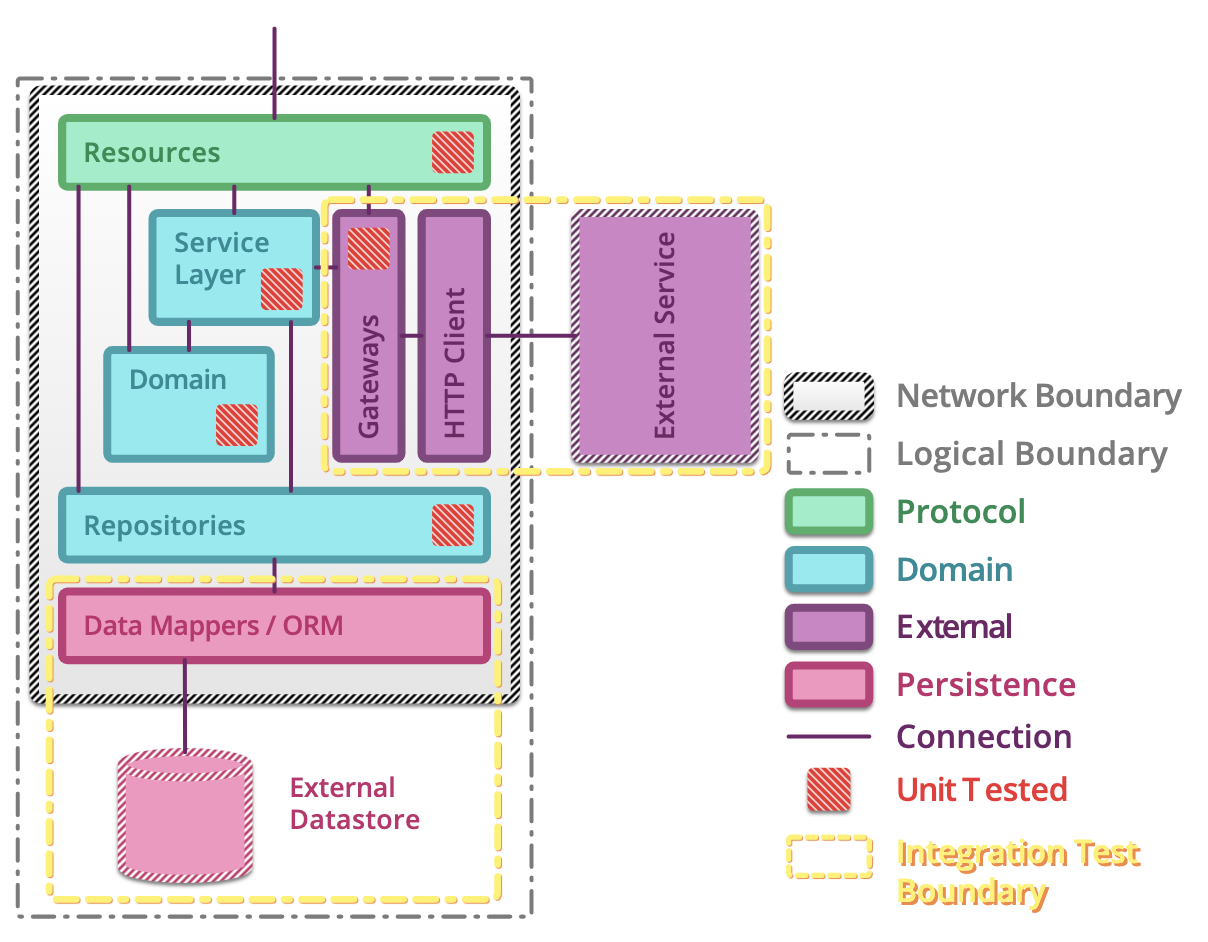 Resources
Service
Layer
Gateways
HTTP Client
External Service
Domain
Repositories
Data Mappers / ORM
External
Datastore
Network Boundary
Logical Boundary
Protocol
Domain
External
Persistence
Connection
Unit Tested
Integration Test
Boundary